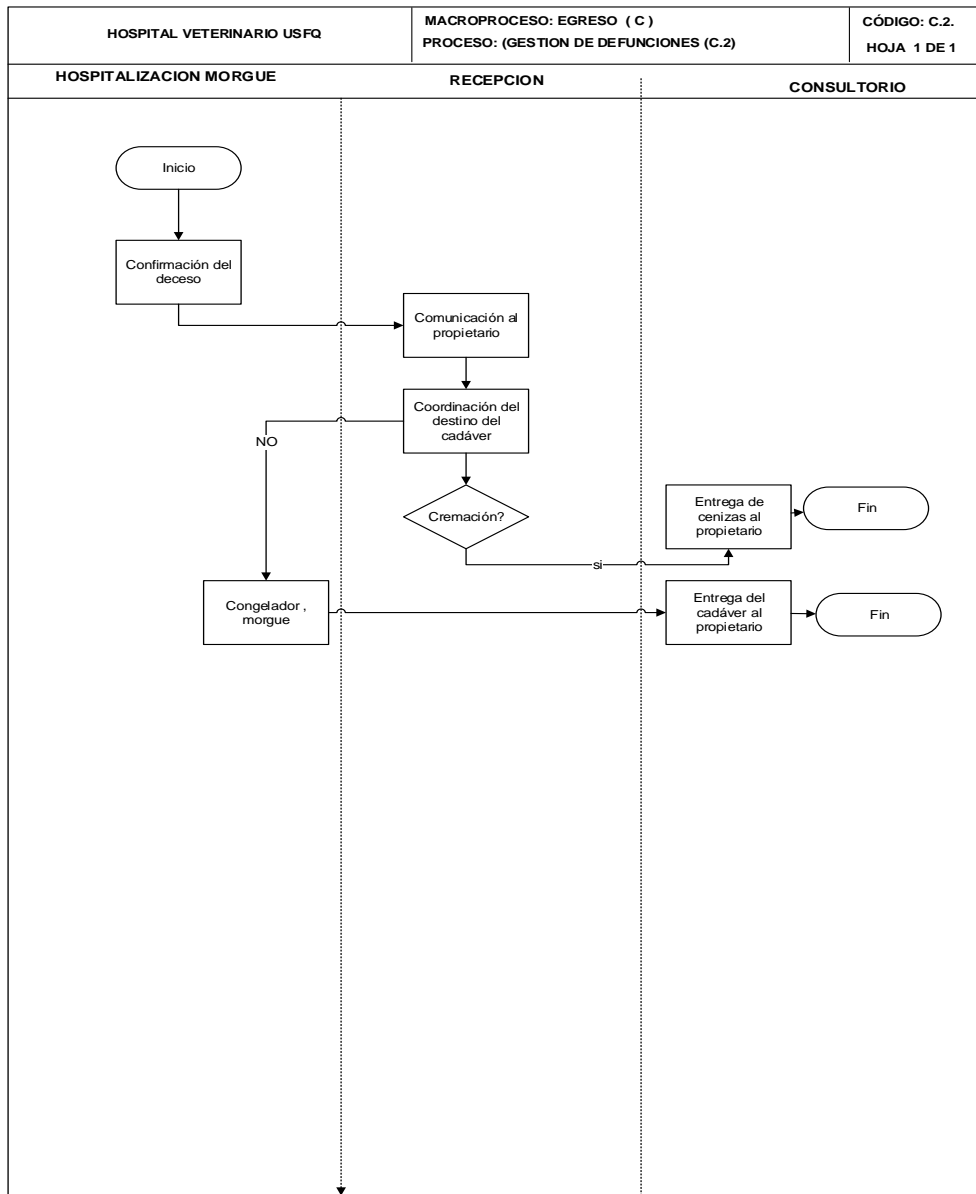 HOSPITAL VETERINARIO USFQ
MACROPROCESO: EGRESO ( C )
PROCESO: (GESTION DE DEFUNCIONES (C.2)
CÓDIGO: C.2.
HOJA 1 DE 1
HOSPITALIZACION MORGUE
RECEPCION
CONSULTORIO
Inicio
Confirmación del
deceso
Comunicación al
propietario
Coordinación del
destino del
cadáver
NO
Cremación?
Entrega de
cenizas al
propietario
Fin
si
Congelador ,
morgue
Entrega del
cadáver al
propietario
Fin